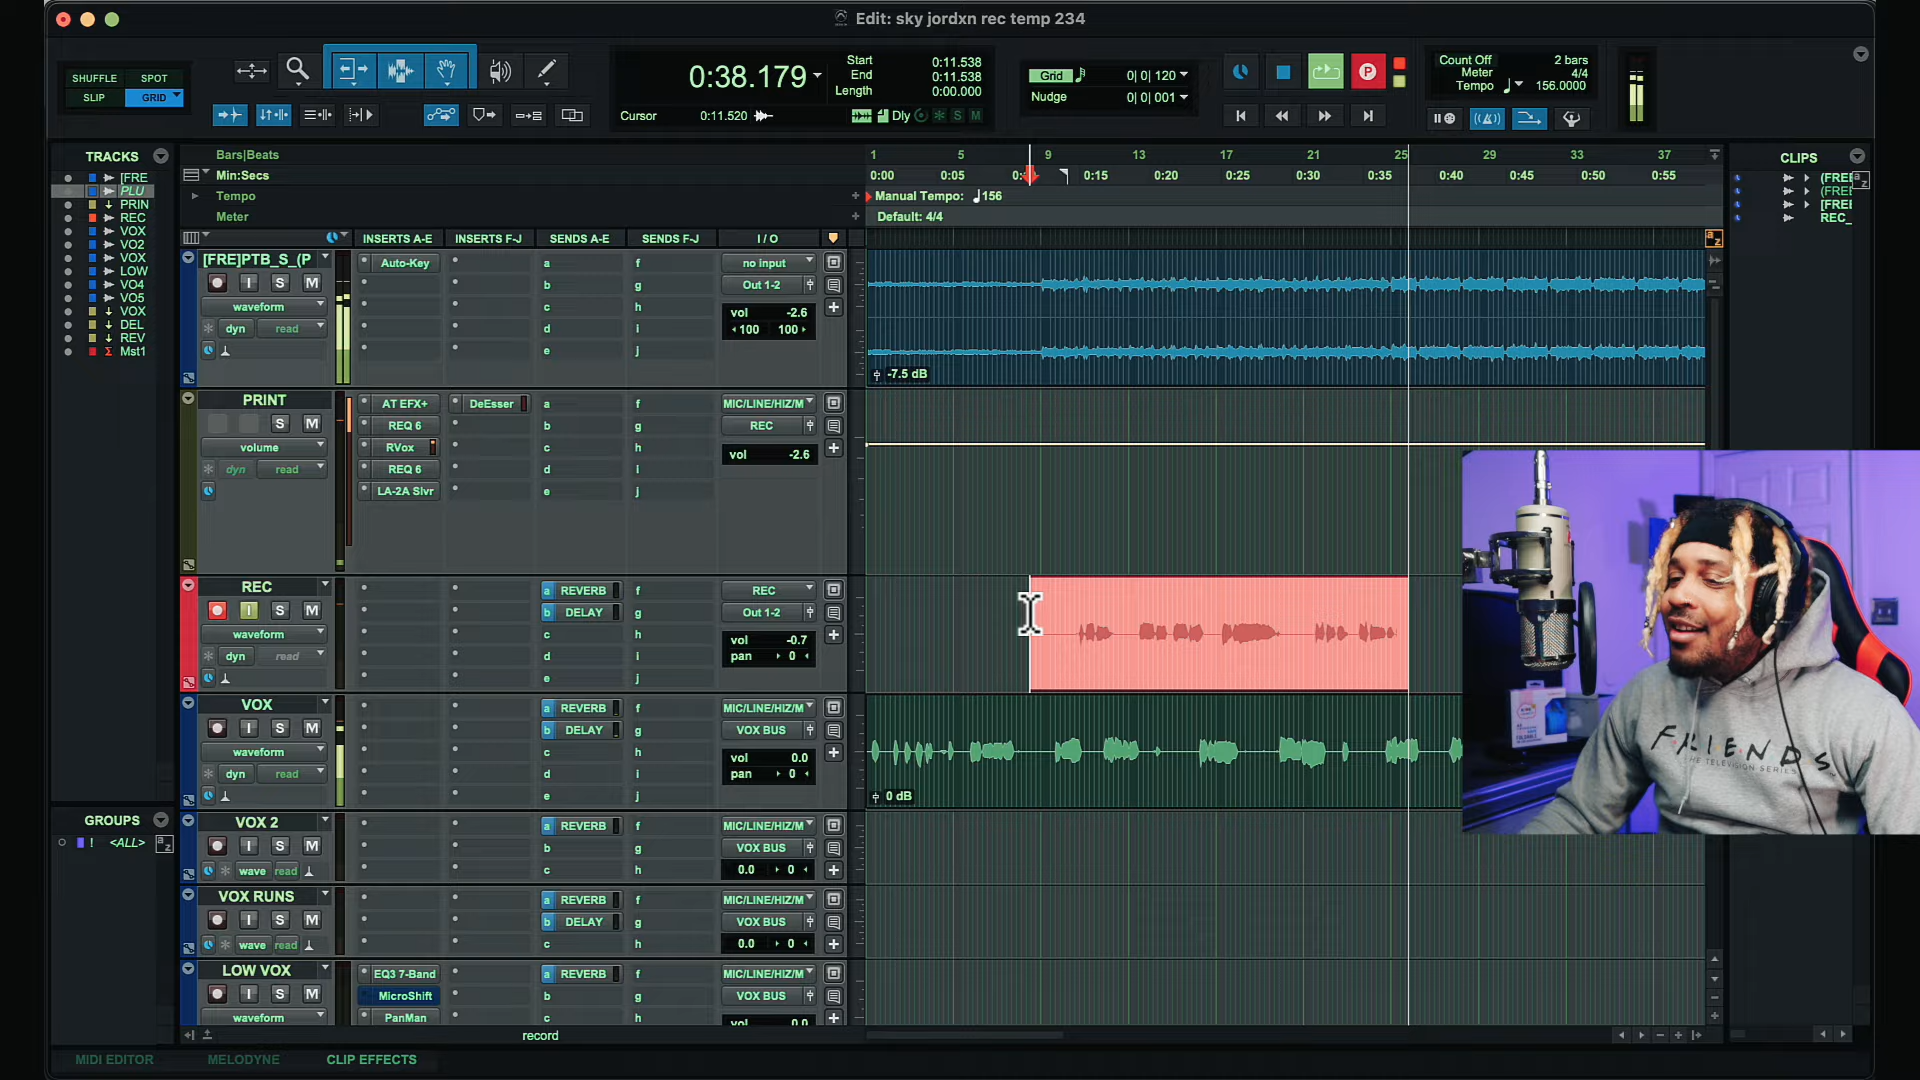 Edit: sky jordxn rec temp 234
SHUFFLE SPOT
SLIP GRID
0:38.179
Start 0:11.538
End 0:11.538
Length 0:00.000
Cursor 0:11.520
Dly
S M
Grid 0| 0| 120
Nudge 0| 0| 001
Count Off 2 bars
Meter 4/4
Tempo 156.0000
TRACKS
[FRE
PLU
PRIN
REC
VOX
VO2
VOX
LOW
VO4
VO5
VOX
DEL
REV
Mst1
GROUPS
! <ALL>
Bars|Beats 1 5 9 13 17 21 25 29 33 37
Min:Secs 0:00 0:05 0:15 0:20 0:25 0:30 0:35 0:40 0:45 0:50 0:55
Tempo Manual Tempo: 156
Meter Default: 4/4
INSERTS A-E INSERTS F-J SENDS A-E SENDS F-J I / O
[FRE]PTB_S_(P Auto-Key a f no input
I S M b g Out 1-2
waveform c h vol -2.6
dyn read d i 100 100
e j
-7.5 dB
PRINT AT EFX+ DeEsser a f MIC/LINE/HIZ/M
S M REQ 6 b g REC
volume RVox c h vol -2.6
dyn read REQ 6 d i
LA-2A Slvr e j
REC a REVERB f REC
I S M b DELAY g Out 1-2
waveform c h vol -0.7
dyn read d i pan 0
e j
VOX a REVERB f MIC/LINE/HIZ/M
I S M b DELAY g VOX BUS
waveform c h vol 0.0
dyn read d i pan 0
e j
0 dB
VOX 2 a REVERB f MIC/LINE/HIZ/M
I S M b g VOX BUS
wave read c h 0.0 0
VOX RUNS a REVERB f MIC/LINE/HIZ/M
I S M b DELAY g VOX BUS
wave read c h 0.0 0
LOW VOX EQ3 7-Band a REVERB f MIC/LINE/HIZ/M
I S M MicroShift b g VOX BUS
waveform PanMan c h vol 0.0
record
MIDI EDITOR MELODYNE CLIP EFFECTS
CLIPS
(FREE
(FREE
[FREE
REC_
F.R.I.E.N.D.S
THE TELEVISION SERIES